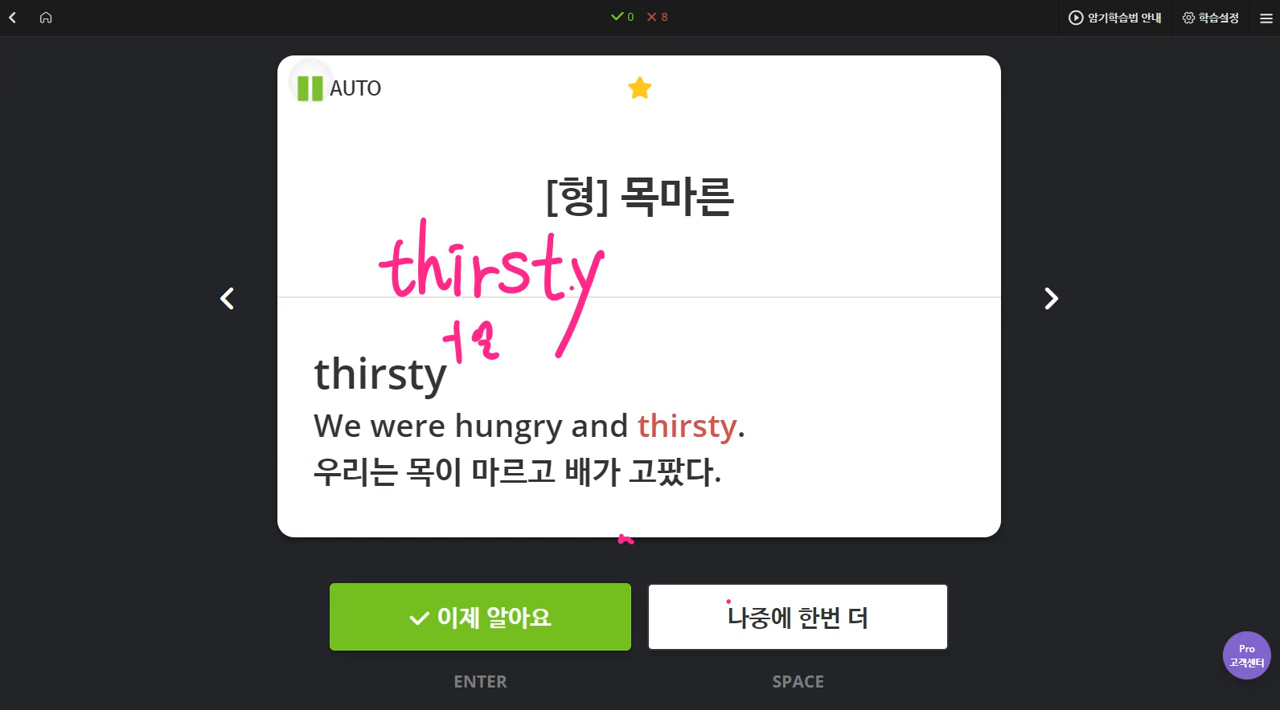 0 8 암기학습법 안내 학습설정
AUTO
[형] 목마른
thirsty
thirsty
We were hungry and thirsty.
우리는 목이 마르고 배가 고팠다.
이제 알아요 나중에 한번 더
Pro
고객센터
ENTER SPACE